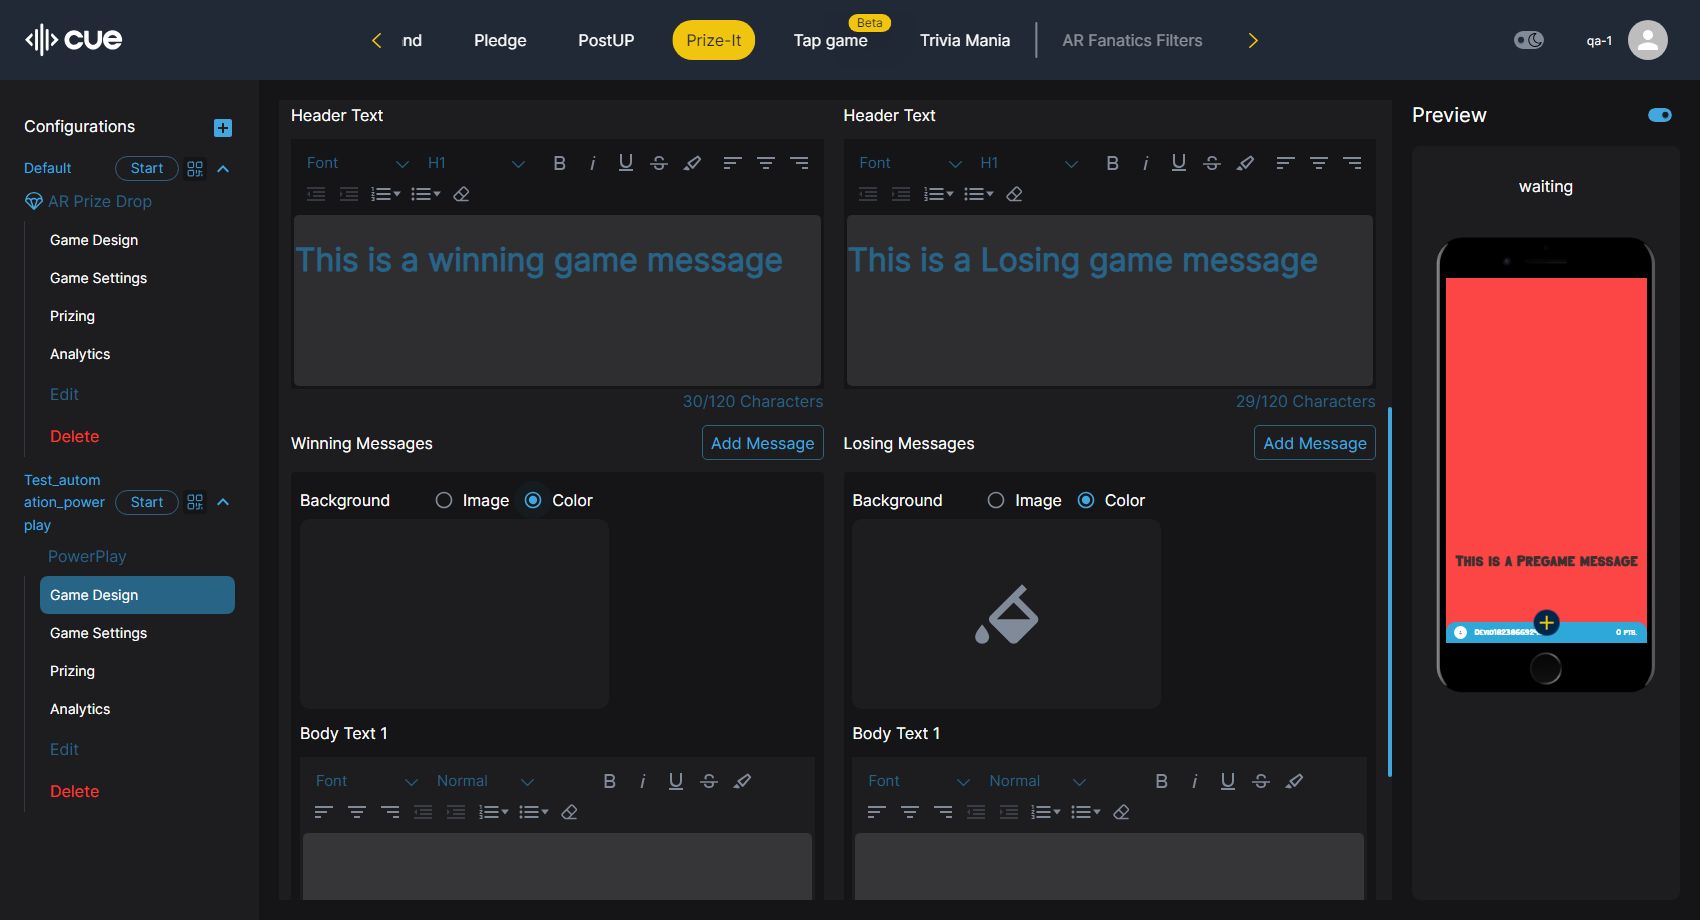 cue
nd
Pledge
PostUP
Prize-It
Beta
Tap game
Trivia Mania
AR Fanatics Filters
qa-1
Configurations
Default
Start
AR Prize Drop
Game Design
Game Settings
Prizing
Analytics
Edit
Delete
Test_autom
ation_power
play
Start
PowerPlay
Game Design
Game Settings
Prizing
Analytics
Edit
Delete
Header Text
Font
H1
This is a winning game message
30/120 Characters
Winning Messages
Add Message
Background
Image
Color
Body Text 1
Font
Normal
Header Text
Font
H1
This is a Losing game message
29/120 Characters
Losing Messages
Add Message
Background
Image
Color
Body Text 1
Font
Normal
Preview
waiting
This is a Pregame message
0 pts.